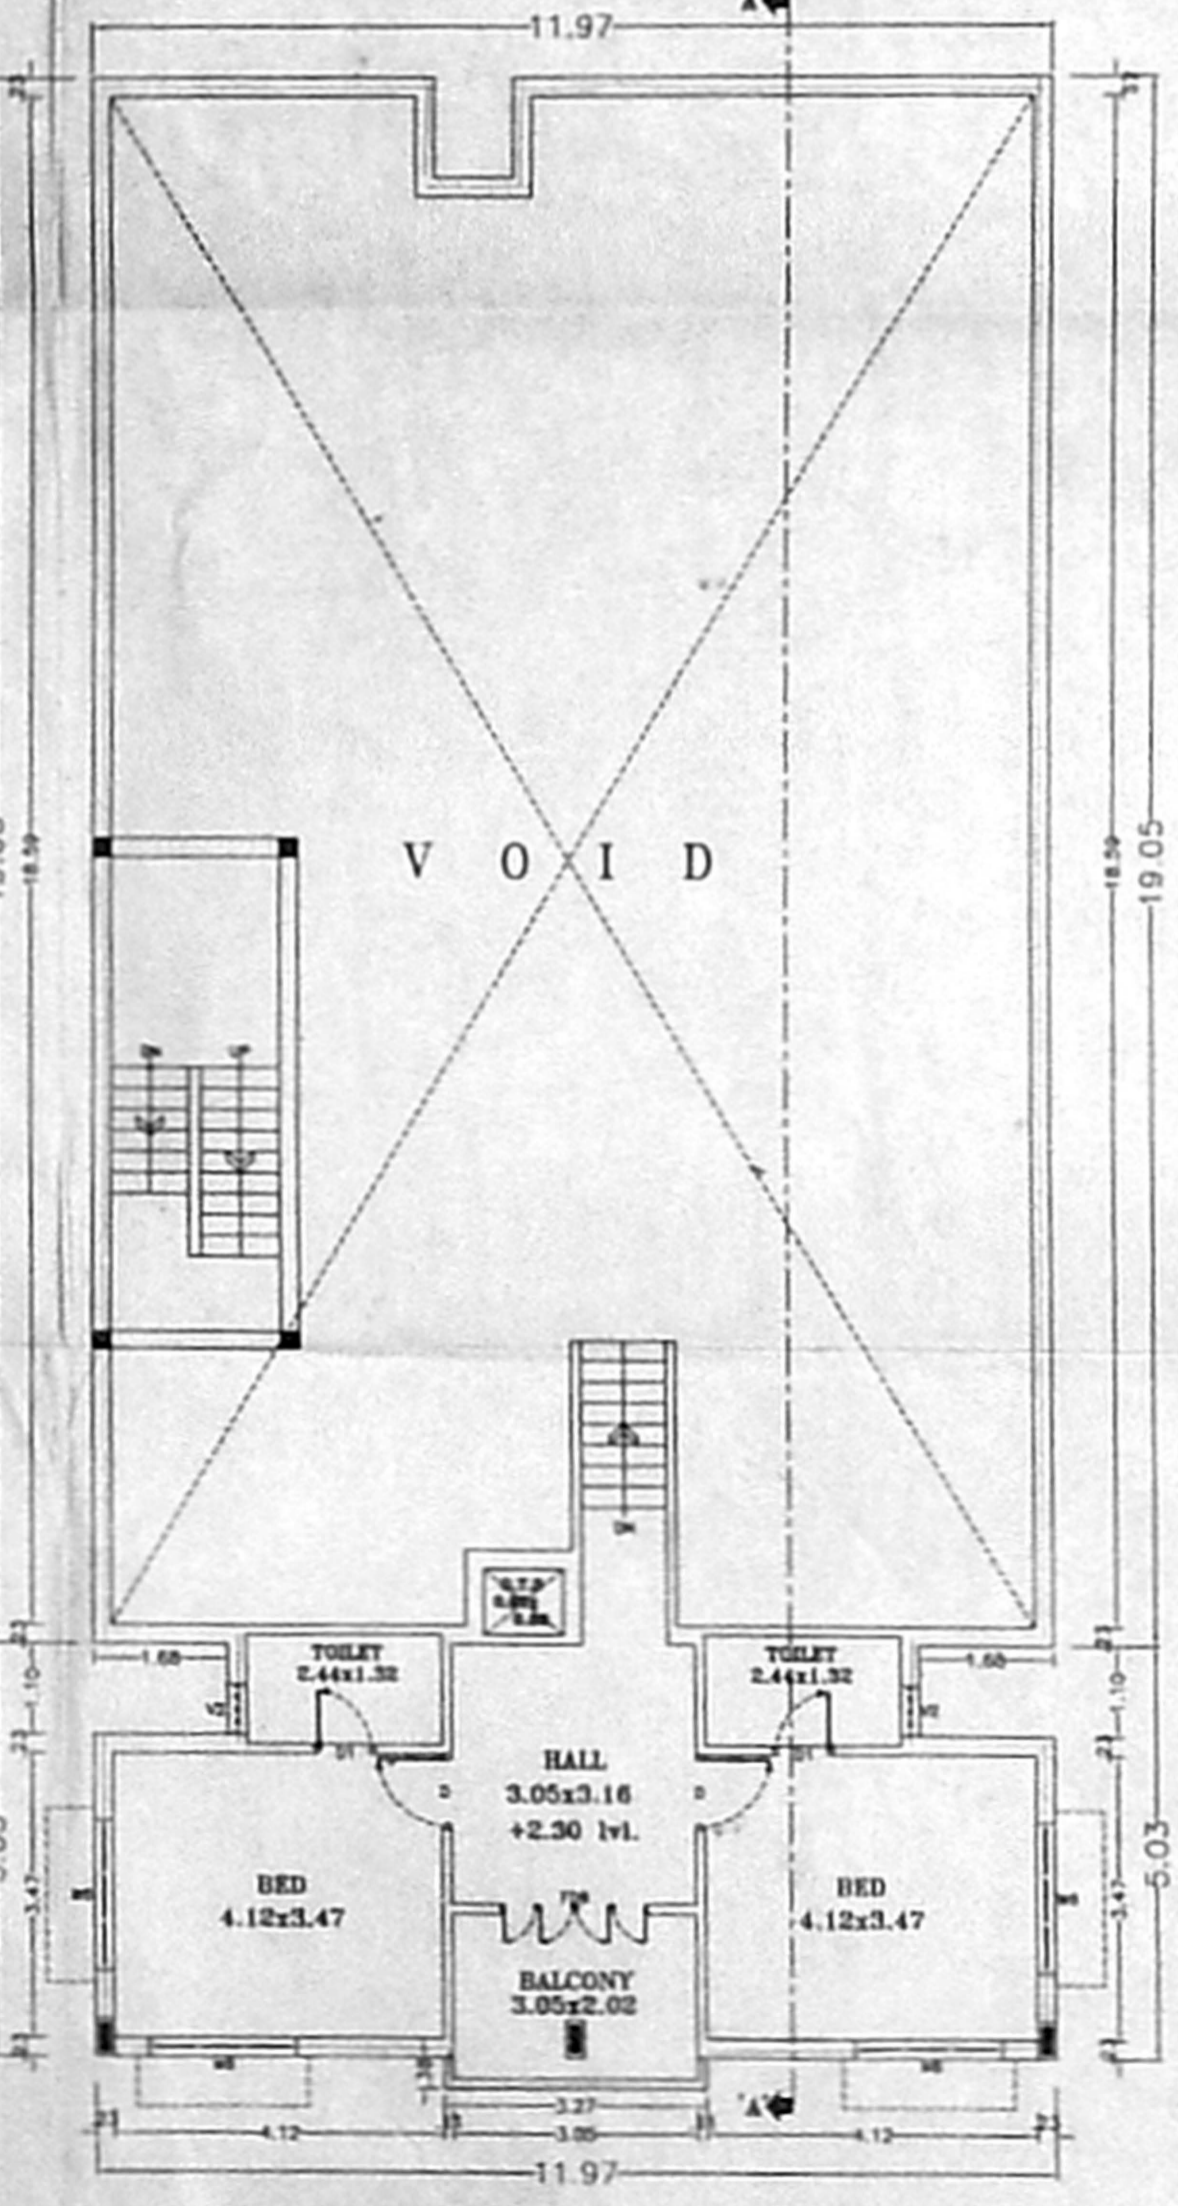 11.97
18.59
V O I D
18.59
19.05
TOILET
2.44x1.32
TOILET
2.44x1.32
1.68
1.68
1.10
1.10
HALL
3.05x3.16
+2.30 lvl.
BED
4.12x3.47
BED
4.12x3.47
3.47
3.47
5.03
BALCONY
3.05x2.02
3.27
'A'
4.12
3.05
4.12
11.97